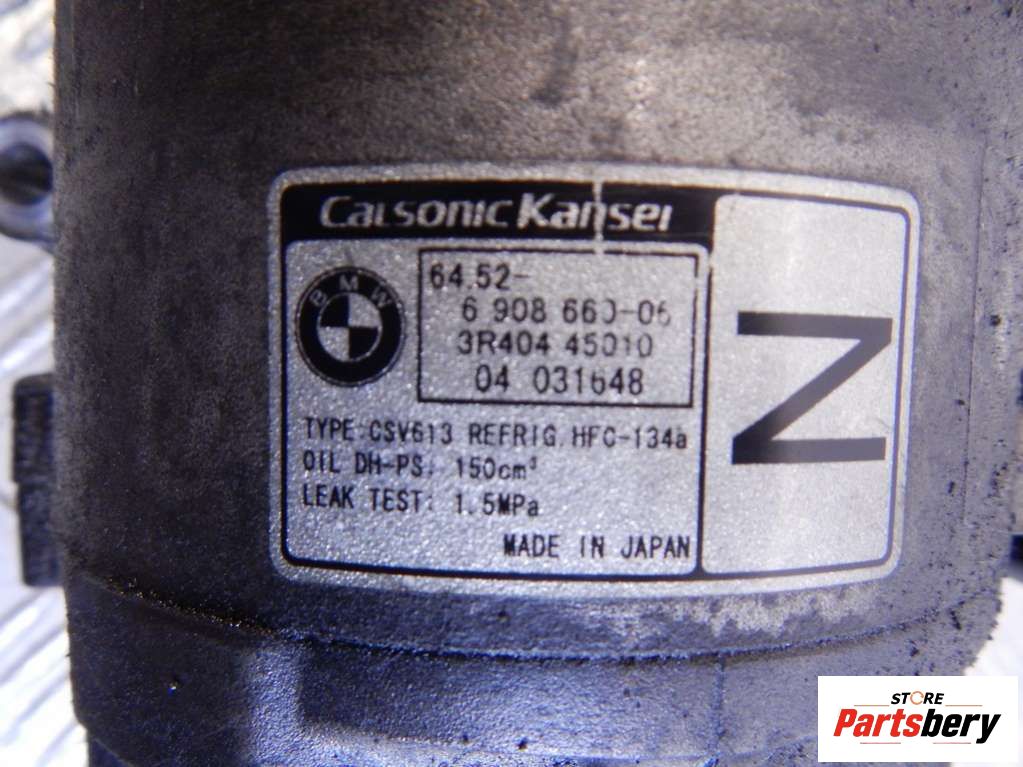 CalsonicKansei
BMW
64.52-
6 908 660-06
3R404 45010
04 031648
TYPE:CSV613 REFRIG.HFC-134a
OIL DH-PS: 150cm³
LEAK TEST: 1.5MPa
MADE IN JAPAN
Z
STORE
Partsbery